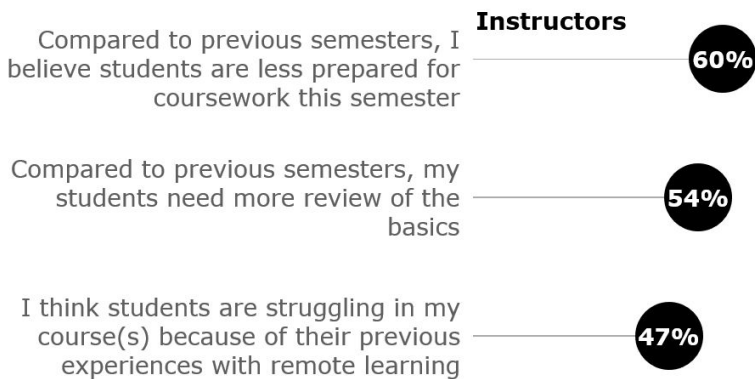 Instructors
Compared to previous semesters, I
believe students are less prepared for
coursework this semester
60%
Compared to previous semesters, my
students need more review of the
basics
54%
I think students are struggling in my
course(s) because of their previous
experiences with remote learning
47%